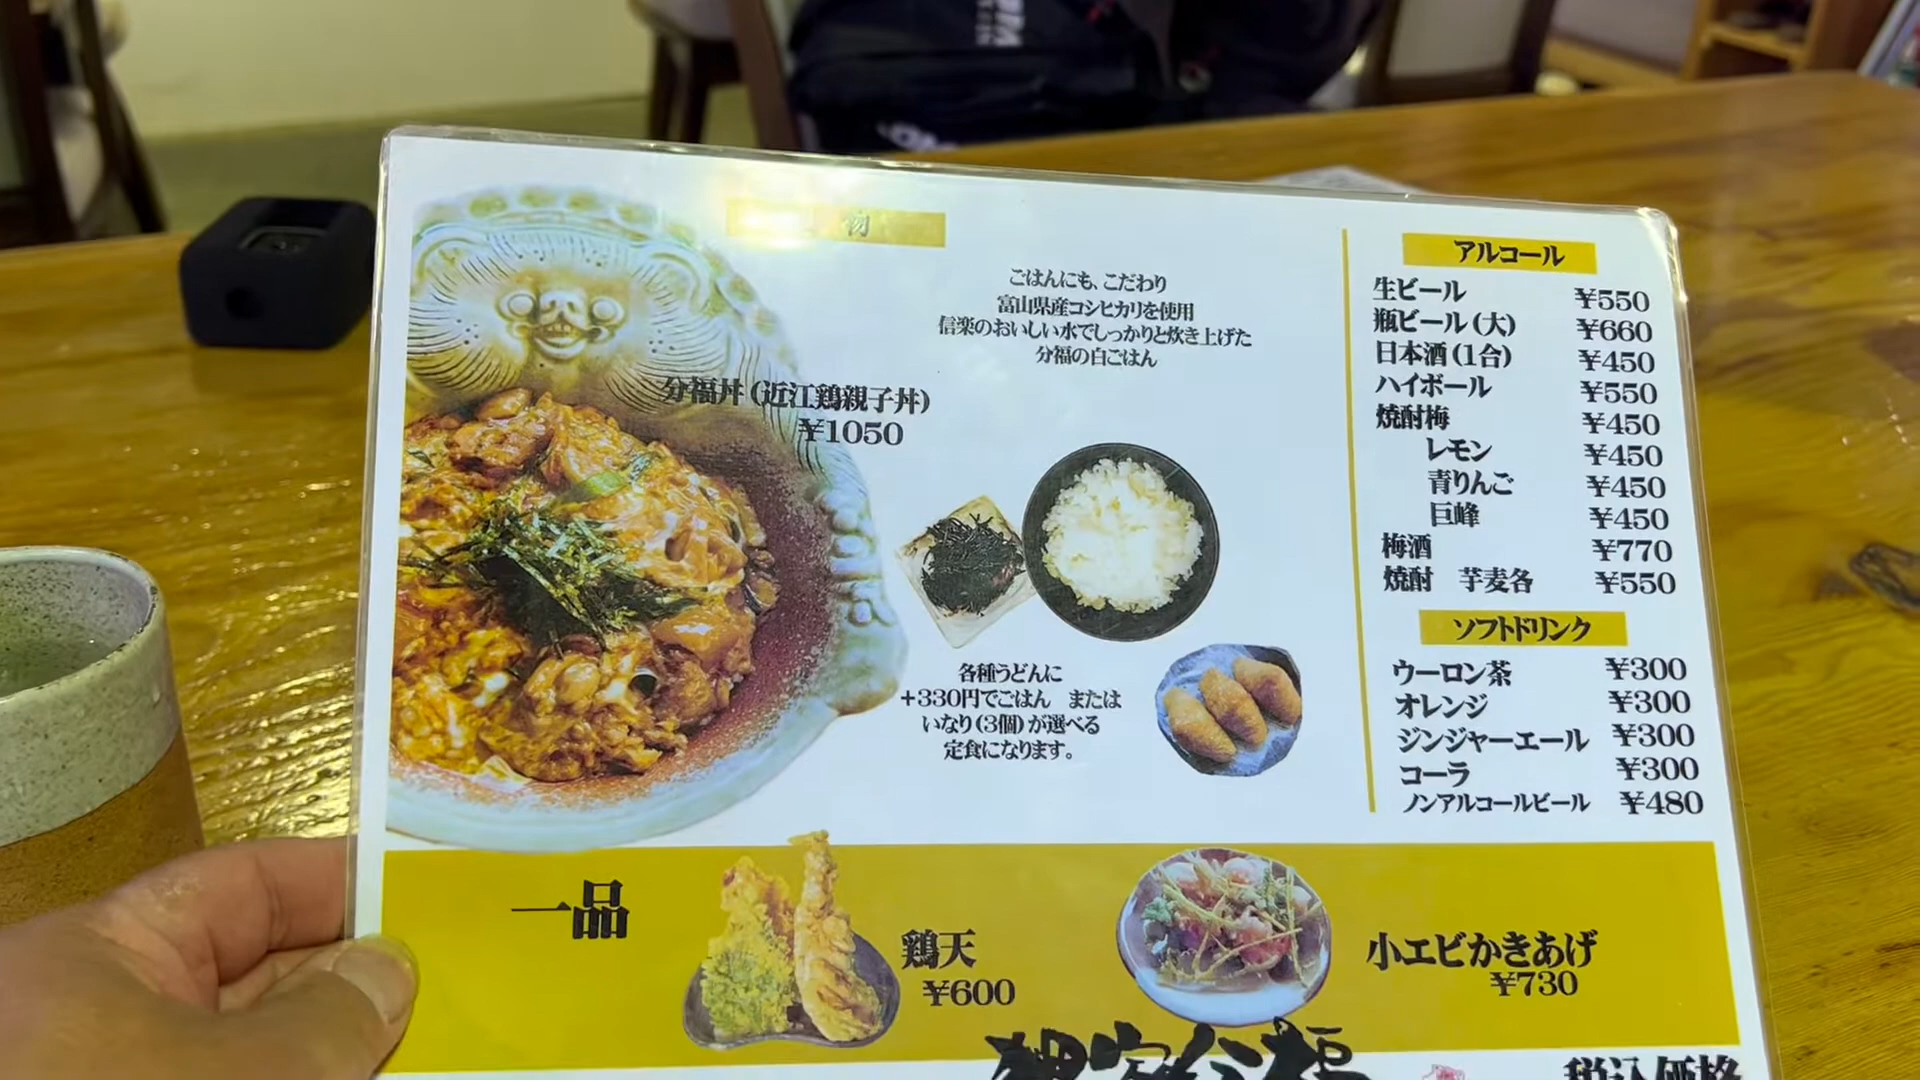 物
ごはんにも、こだわり
富山県産コシヒカリを使用
信楽のおいしい水でしっかりと炊き上げた
分福の白ごはん
分福丼(近江鶏親子丼)
¥1050
各種うどんに
+330円でごはん または
いなり(3個)が選べる
定食になります。
アルコール
生ビール ¥550
瓶ビール(大) ¥660
日本酒(1合) ¥450
ハイボール ¥550
焼酎梅 ¥450
レモン ¥450
青りんご ¥450
巨峰 ¥450
梅酒 ¥770
焼酎 芋麦各 ¥550
ソフトドリンク
ウーロン茶 ¥300
オレンジ ¥300
ジンジャーエール ¥300
コーラ ¥300
ノンアルコールビール ¥480
一品
鶏天
¥600
小エビかきあげ
¥730
税込価格